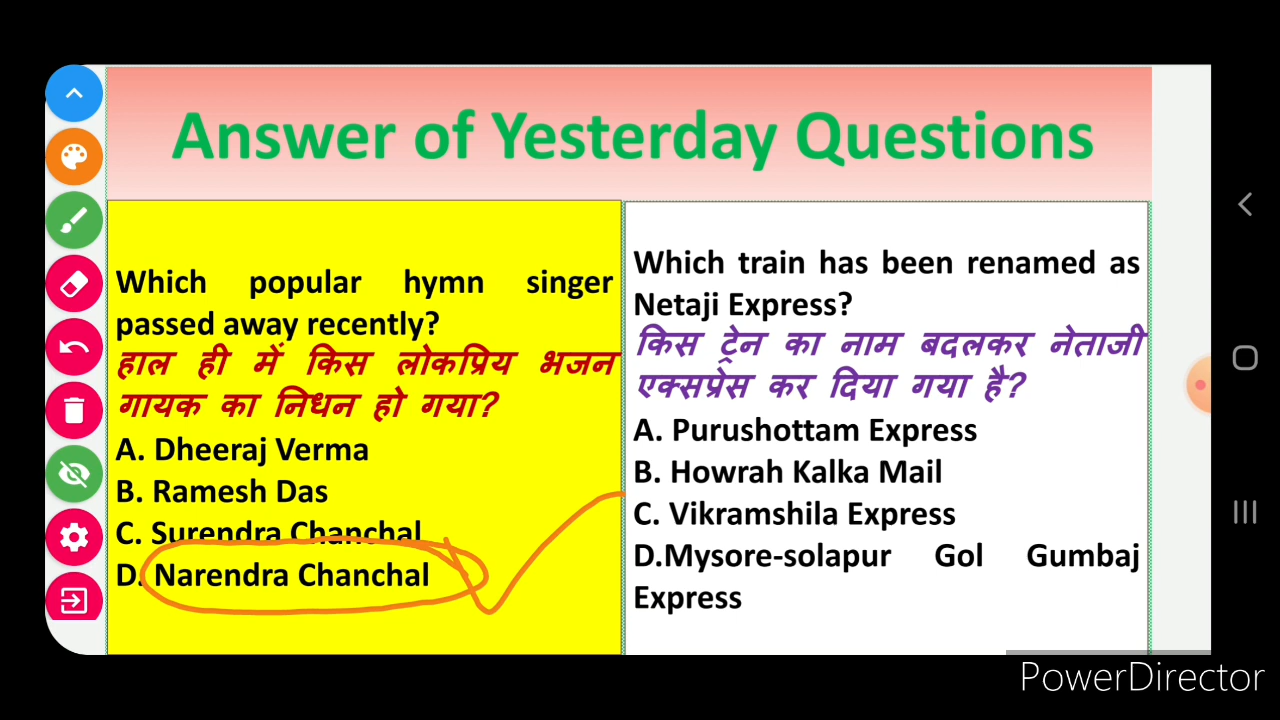 Answer of Yesterday Questions
Which popular hymn singer
passed away recently?
हाल ही में किस लोकप्रिय भजन
गायक का निधन हो गया?
A. Dheeraj Verma
B. Ramesh Das
C. Surendra Chanchal
D. Narendra Chanchal
Which train has been renamed as
Netaji Express?
किस ट्रेन का नाम बदलकर नेताजी
एक्सप्रेस कर दिया गया है?
A. Purushottam Express
B. Howrah Kalka Mail
C. Vikramshila Express
D.Mysore-solapur Gol Gumbaj
Express
PowerDirector